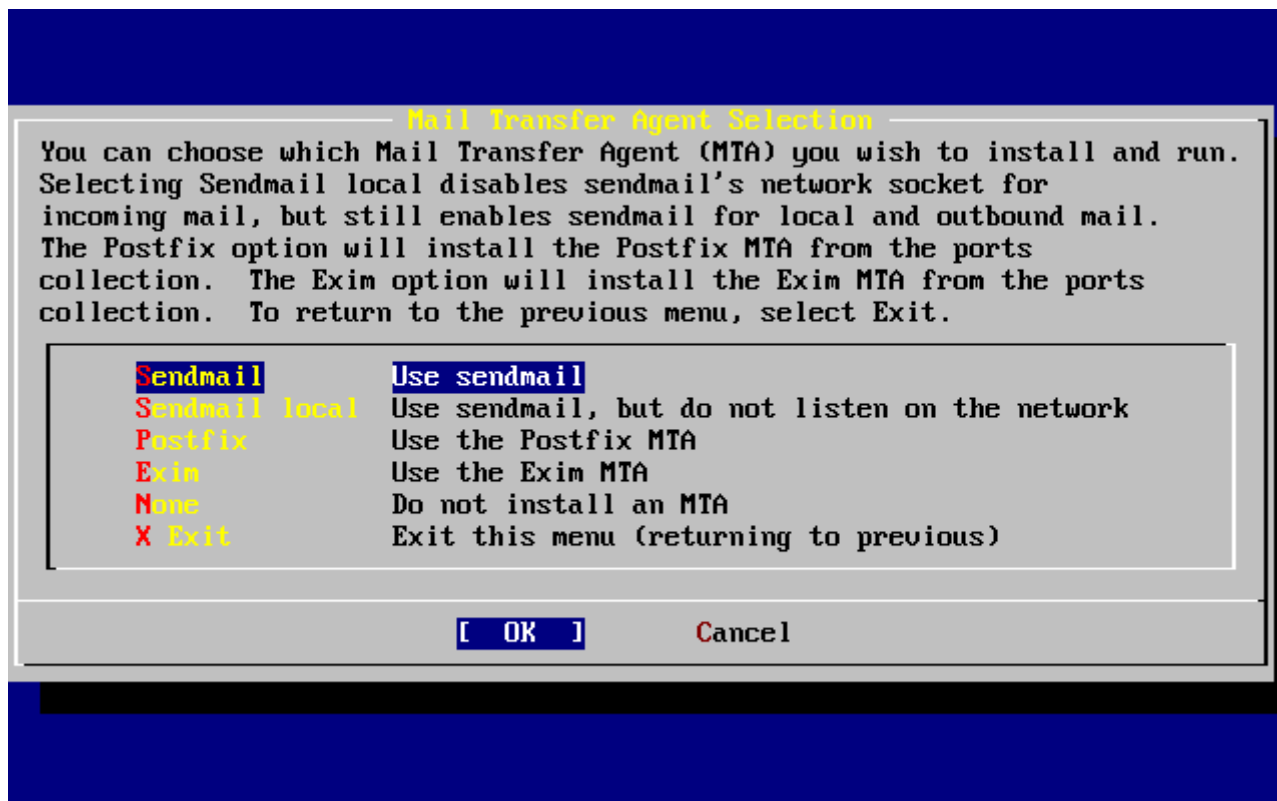 Mail Transfer Agent Selection
You can choose which Mail Transfer Agent (MTA) you wish to install and run.
Selecting Sendmail local disables sendmail's network socket for
incoming mail, but still enables sendmail for local and outbound mail.
The Postfix option will install the Postfix MTA from the ports
collection.  The Exim option will install the Exim MTA from the ports
collection.  To return to the previous menu, select Exit.
Sendmail Use sendmail
Sendmail local Use sendmail, but do not listen on the network
Postfix Use the Postfix MTA
Exim Use the Exim MTA
None Do not install an MTA
X Exit Exit this menu (returning to previous)
[  OK  ] Cancel